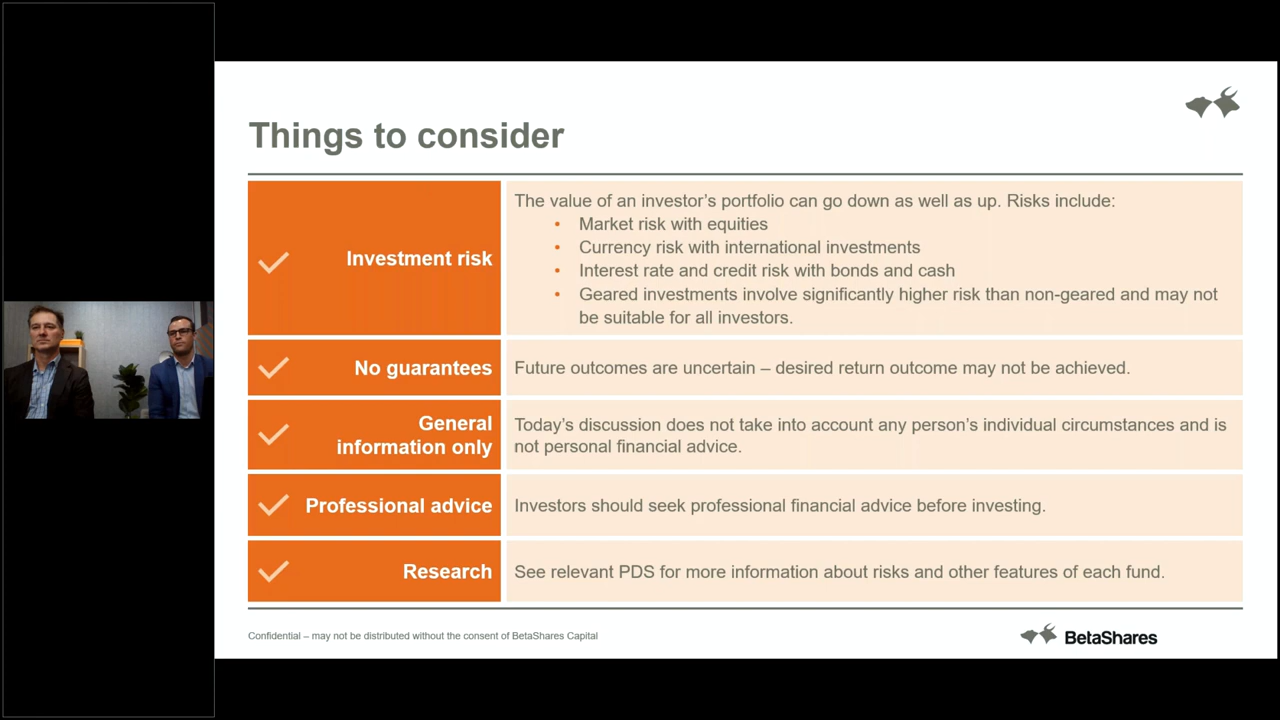 Things to consider
Investment risk
The value of an investor’s portfolio can go down as well as up. Risks include:
• Market risk with equities
• Currency risk with international investments
• Interest rate and credit risk with bonds and cash
• Geared investments involve significantly higher risk than non-geared and may not
be suitable for all investors.
No guarantees
Future outcomes are uncertain – desired return outcome may not be achieved.
General
information only
Today’s discussion does not take into account any person’s individual circumstances and is
not personal financial advice.
Professional advice
Investors should seek professional financial advice before investing.
Research
See relevant PDS for more information about risks and other features of each fund.
Confidential – may not be distributed without the consent of BetaShares Capital
BetaShares